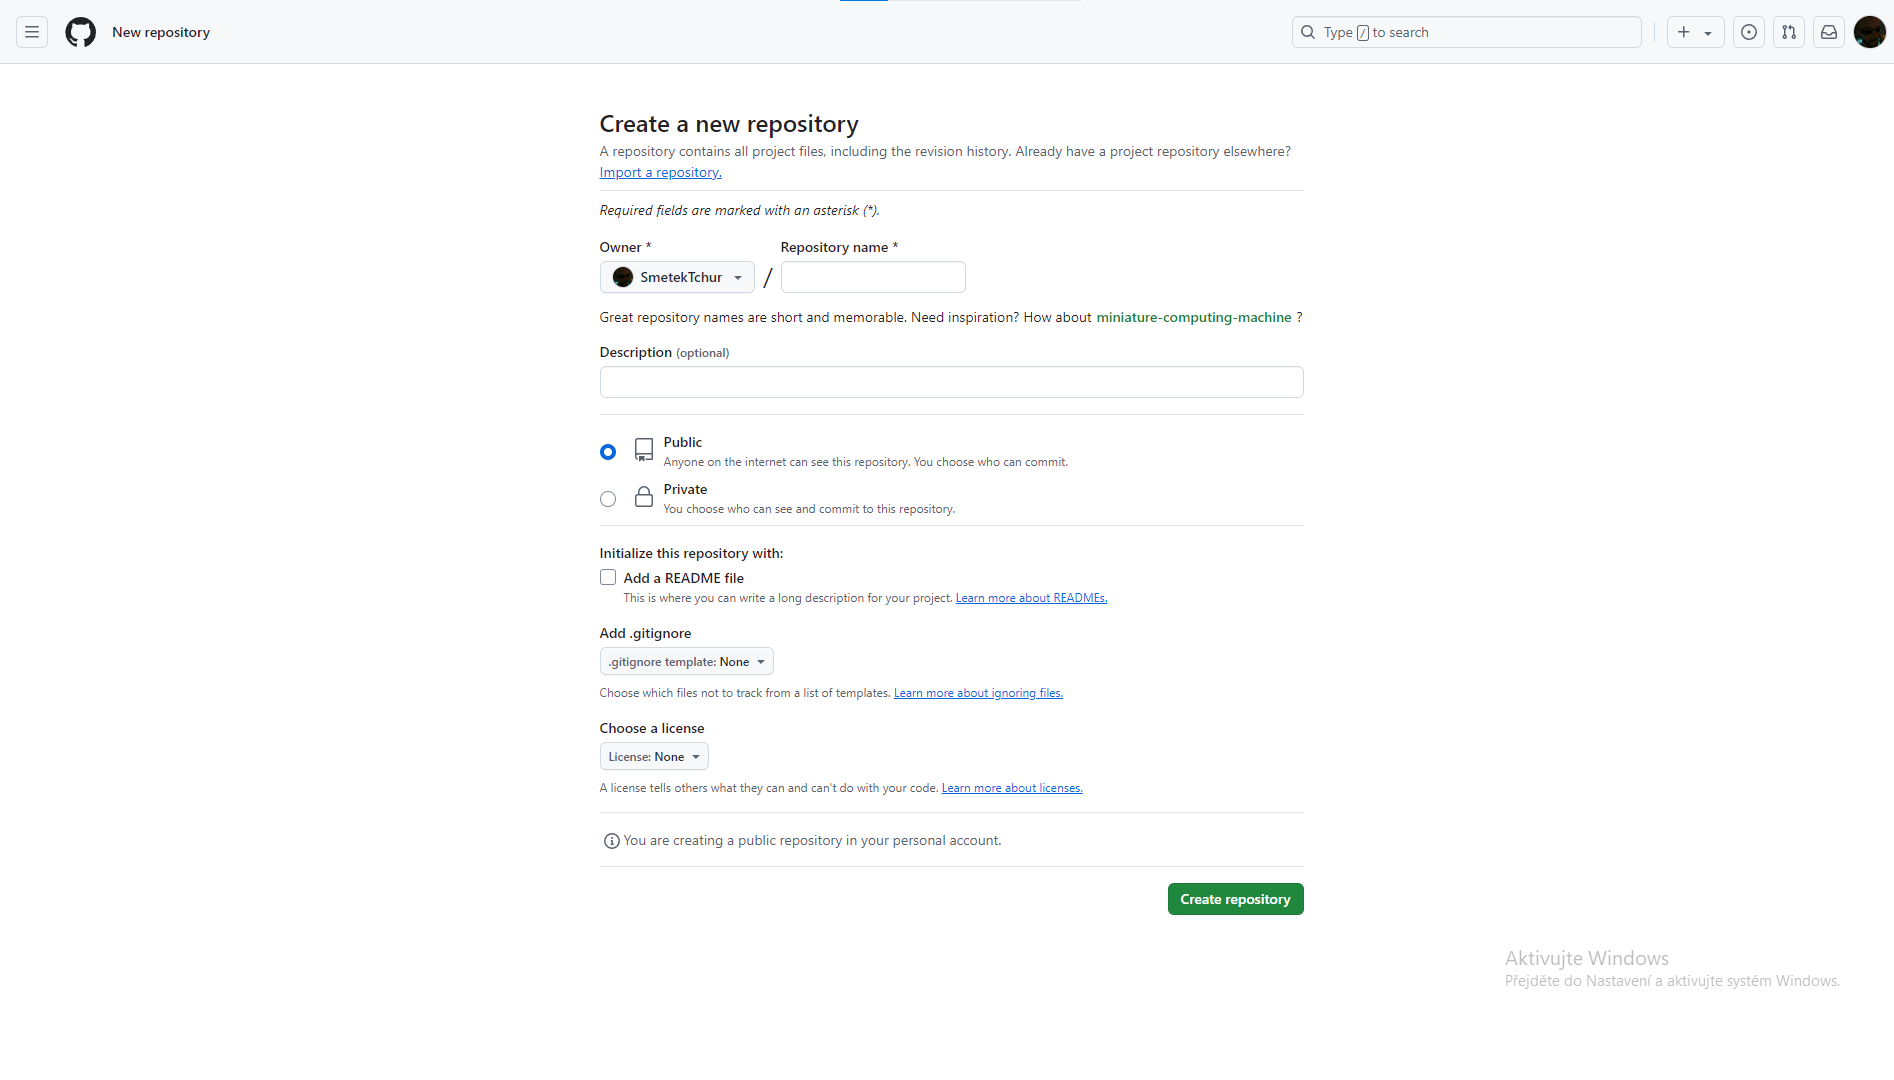 New repository
Type / to search
Create a new repository
A repository contains all project files, including the revision history. Already have a project repository elsewhere?
Import a repository.
Required fields are marked with an asterisk (*).
Owner *
Repository name *
SmetekTchur
/
Great repository names are short and memorable. Need inspiration? How about miniature-computing-machine ?
Description (optional)
Public
Anyone on the internet can see this repository. You choose who can commit.
Private
You choose who can see and commit to this repository.
Initialize this repository with:
Add a README file
This is where you can write a long description for your project. Learn more about READMEs.
Add .gitignore
.gitignore template: None
Choose which files not to track from a list of templates. Learn more about ignoring files.
Choose a license
License: None
A license tells others what they can and can't do with your code. Learn more about licenses.
You are creating a public repository in your personal account.
Create repository
Aktivujte Windows
Přejděte do Nastavení a aktivujte systém Windows.